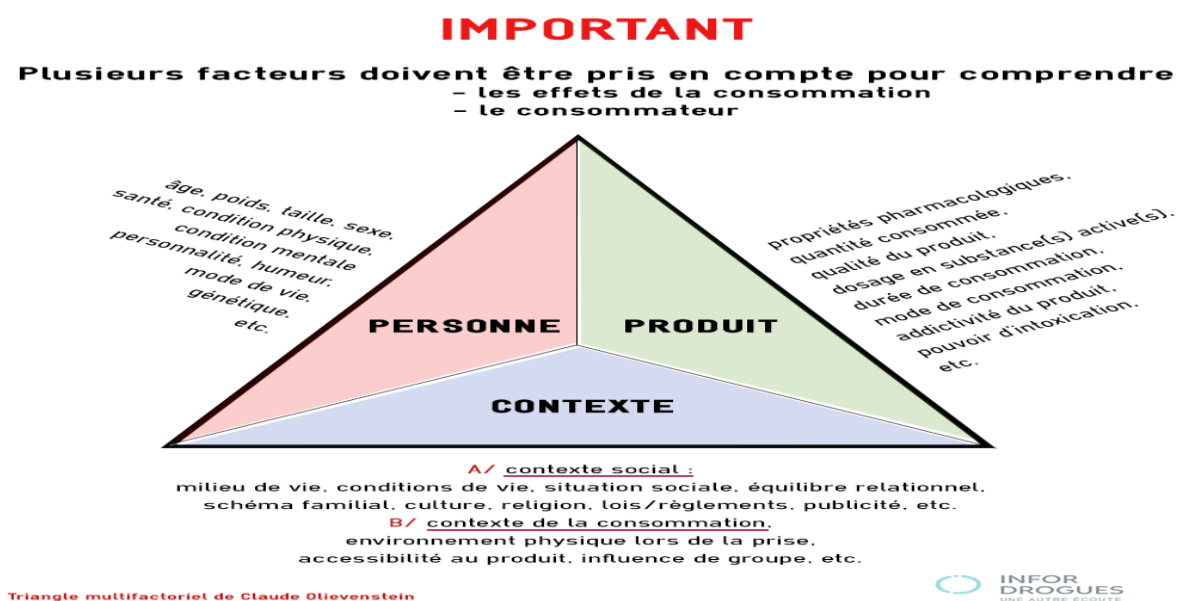 IMPORTANT
Plusieurs facteurs doivent être pris en compte pour comprendre
- les effets de la consommation
- le consommateur
âge, poids, taille, sexe,
santé, condition physique,
condition mentale
personnalité, humeur,
mode de vie,
génétique,
etc.
propriétés pharmacologiques,
quantité consommée,
qualité du produit,
dosage en substance(s) active(s),
durée de consommation,
mode de consommation,
addictivité du produit,
pouvoir d'intoxication,
etc.
PERSONNE
PRODUIT
CONTEXTE
A/ contexte social :
milieu de vie, conditions de vie, situation sociale, équilibre relationnel,
schéma familial, culture, religion, lois/règlements, publicité, etc.
B/ contexte de la consommation,
environnement physique lors de la prise,
accessibilité au produit, influence de groupe, etc.
Triangle multifactoriel de Claude Olievenstein
INFOR
DROGUES
UNE AUTRE ÉCOUTE